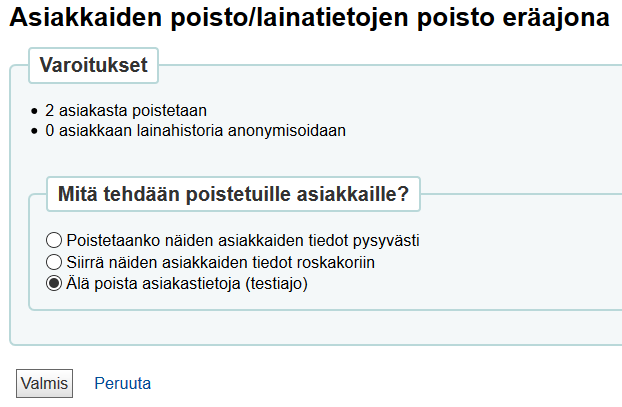 Asiakkaiden poisto/lainatietojen poisto eräajona
Varoitukset
2 asiakasta poistetaan
0 asiakkaan lainahistoria anonymisoidaan
Mitä tehdään poistetuille asiakkaille?
Poistetaanko näiden asiakkaiden tiedot pysyvästi
Siirrä näiden asiakkaiden tiedot roskakoriin
Älä poista asiakastietoja (testiajo)
Valmis Peruuta